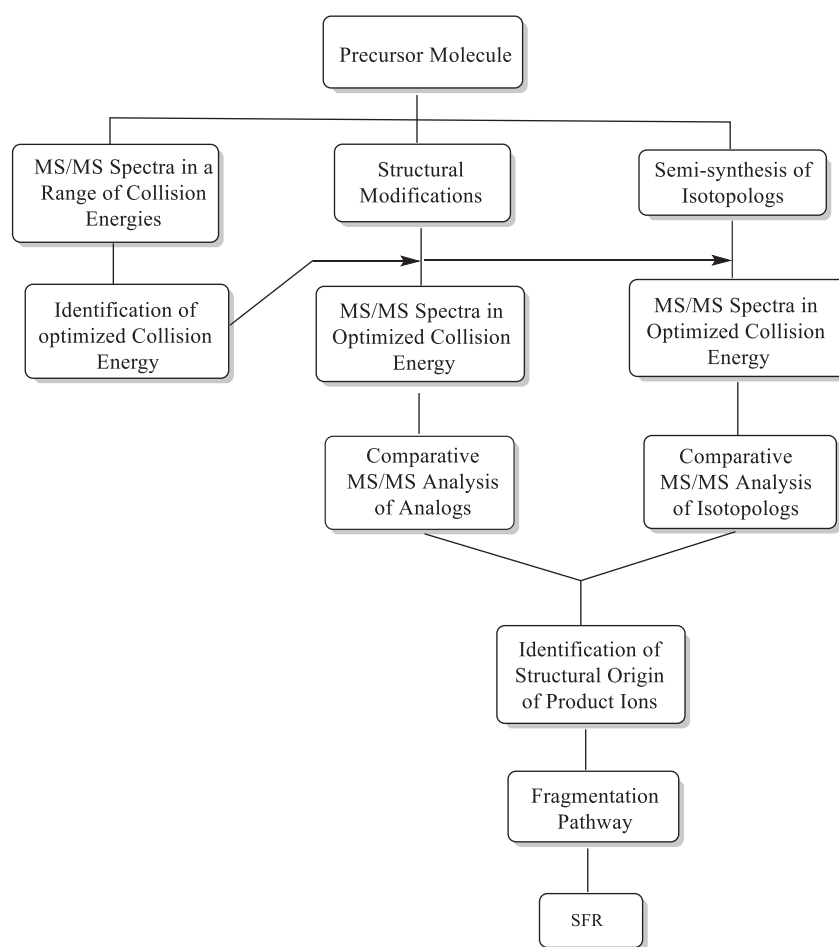 Precursor Molecule
MS/MS Spectra in a
Range of Collision
Energies
Structural
Modifications
Semi-synthesis of
Isotopologs
Identification of
optimized Collision
Energy
MS/MS Spectra in
Optimized Collision
Energy
MS/MS Spectra in
Optimized Collision
Energy
Comparative
MS/MS Analysis
of Analogs
Comparative
MS/MS Analysis
of Isotopologs
Identification of
Structural Origin
of Product Ions
Fragmentation
Pathway
SFR